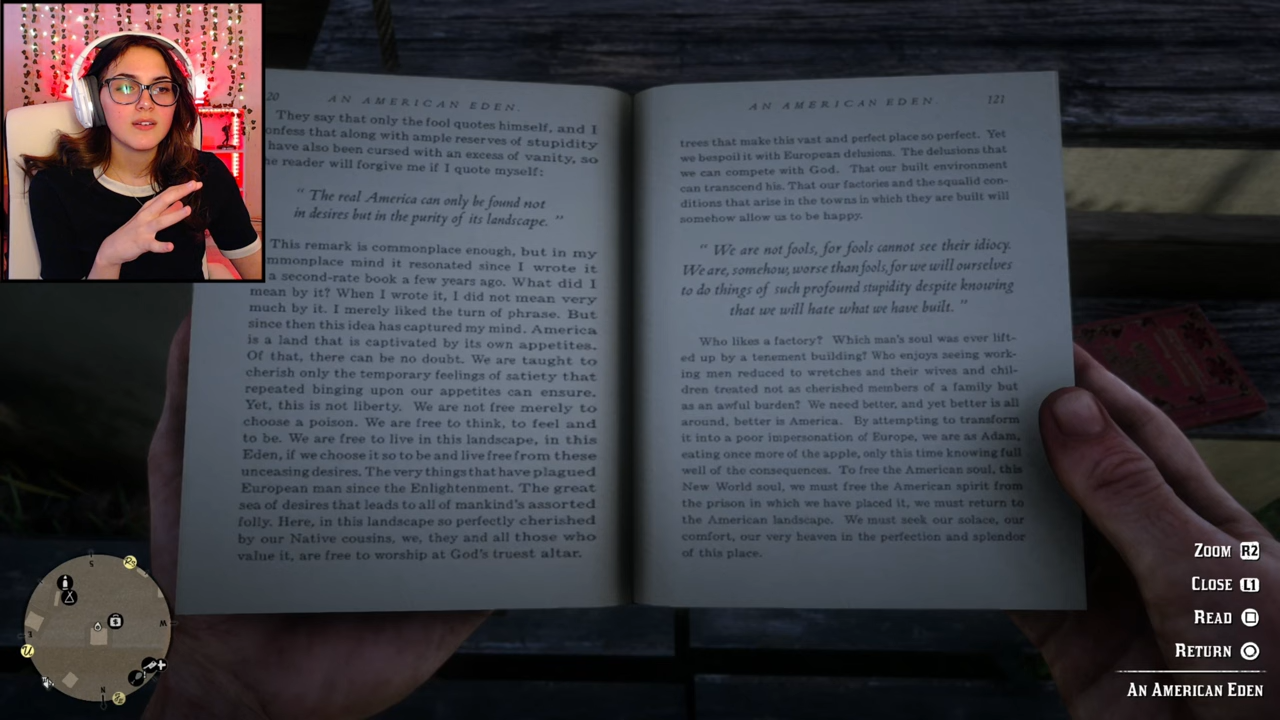 20 AN AMERICAN EDEN.
They say that only the fool quotes himself, and I
onfess that along with ample reserves of stupidity
have also been cursed with an excess of vanity, so
he reader will forgive me if I quote myself:
“ The real America can only be found not
in desires but in the purity of its landscape. ”
This remark is commonplace enough, but in my
mmonplace mind it resonated since I wrote it
a second-rate book a few years ago. What did I
mean by it? When I wrote it, I did not mean very
much by it. I merely liked the turn of phrase. But
since then this idea has captured my mind. America
is a land that is captivated by its own appetites.
Of that, there can be no doubt. We are taught to
cherish only the temporary feelings of satiety that
repeated binging upon our appetites can ensure.
Yet, this is not liberty. We are not free merely to
choose a poison. We are free to think, to feel and
to be. We are free to live in this landscape, in this
Eden, if we choose it so to be and live free from these
unceasing desires. The very things that have plagued
European man since the Enlightenment. The great
sea of desires that leads to all of mankind's assorted
folly. Here, in this landscape so perfectly cherished
by our Native cousins, we, they and all those who
value it, are free to worship at God's truest altar.
AN AMERICAN EDEN. 121
trees that make this vast and perfect place so perfect. Yet
we bespoil it with European delusions. The delusions that
we can compete with God. That our built environment
can transcend his. That our factories and the squalid con-
ditions that arise in the towns in which they are built will
somehow allow us to be happy.
“ We are not fools, for fools cannot see their idiocy.
We are, somehow, worse than fools, for we will ourselves
to do things of such profound stupidity despite knowing
that we will hate what we have built. ”
Who likes a factory? Which man's soul was ever lift-
ed up by a tenement building? Who enjoys seeing work-
ing men reduced to wretches and their wives and chil-
dren treated not as cherished members of a family but
as an awful burden? We need better, and yet better is all
around, better is America. By attempting to transform
it into a poor impersonation of Europe, we are as Adam,
eating once more of the apple, only this time knowing full
well of the consequences. To free the American soul, this
New World soul, we must free the American spirit from
the prison in which we have placed it, we must return to
the American landscape. We must seek our solace, our
comfort, our very heaven in the perfection and splendor
of this place.
ZOOM R2
CLOSE L1
READ
RETURN
AN AMERICAN EDEN
S
W
N
E